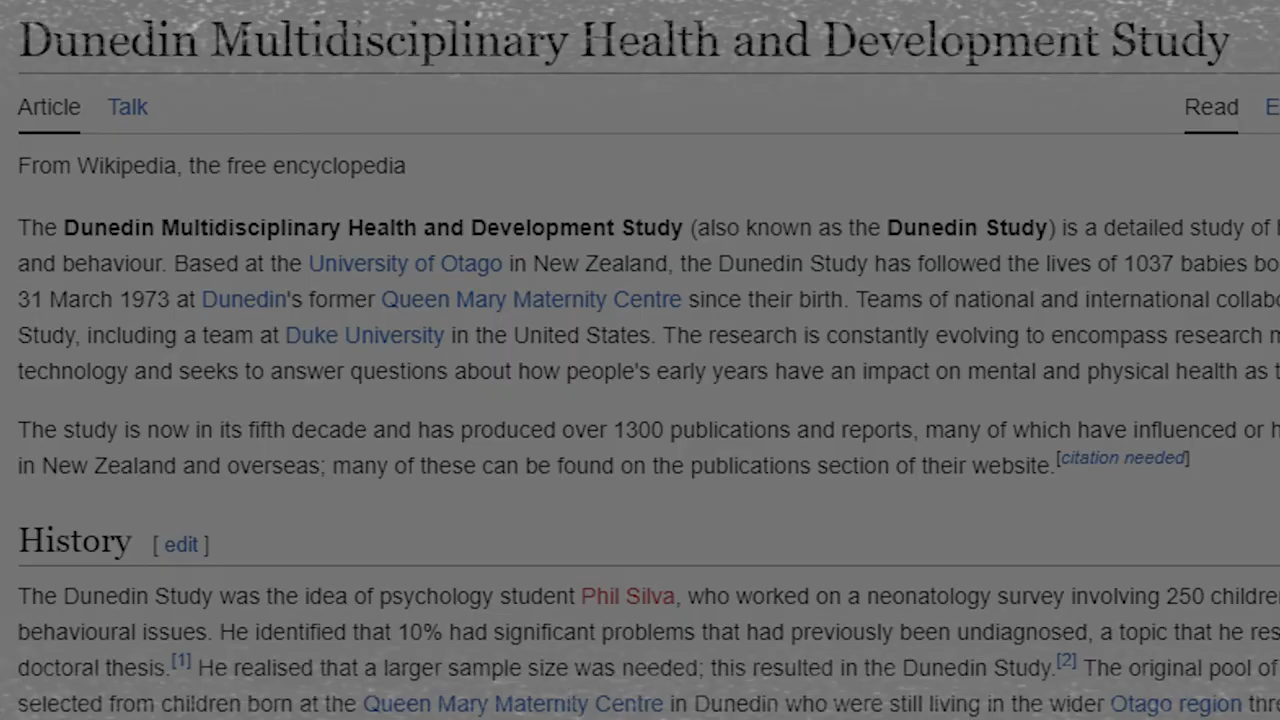 Dunedin Multidisciplinary Health and Development Study
Article Talk Read
From Wikipedia, the free encyclopedia
The Dunedin Multidisciplinary Health and Development Study (also known as the Dunedin Study) is a detailed study of
and behaviour. Based at the University of Otago in New Zealand, the Dunedin Study has followed the lives of 1037 babies
31 March 1973 at Dunedin's former Queen Mary Maternity Centre since their birth. Teams of national and international
Study, including a team at Duke University in the United States. The research is constantly evolving to encompass research
technology and seeks to answer questions about how people's early years have an impact on mental and physical health as
The study is now in its fifth decade and has produced over 1300 publications and reports, many of which have influenced or
in New Zealand and overseas; many of these can be found on the publications section of their website.[citation needed]
History [ edit ]
The Dunedin Study was the idea of psychology student Phil Silva, who worked on a neonatology survey involving 250
behavioural issues. He identified that 10% had significant problems that had previously been undiagnosed, a topic that he
doctoral thesis.[1] He realised that a larger sample size was needed; this resulted in the Dunedin Study.[2] The original pool of
selected from children born at the Queen Mary Maternity Centre in Dunedin who were still living in the wider Otago region